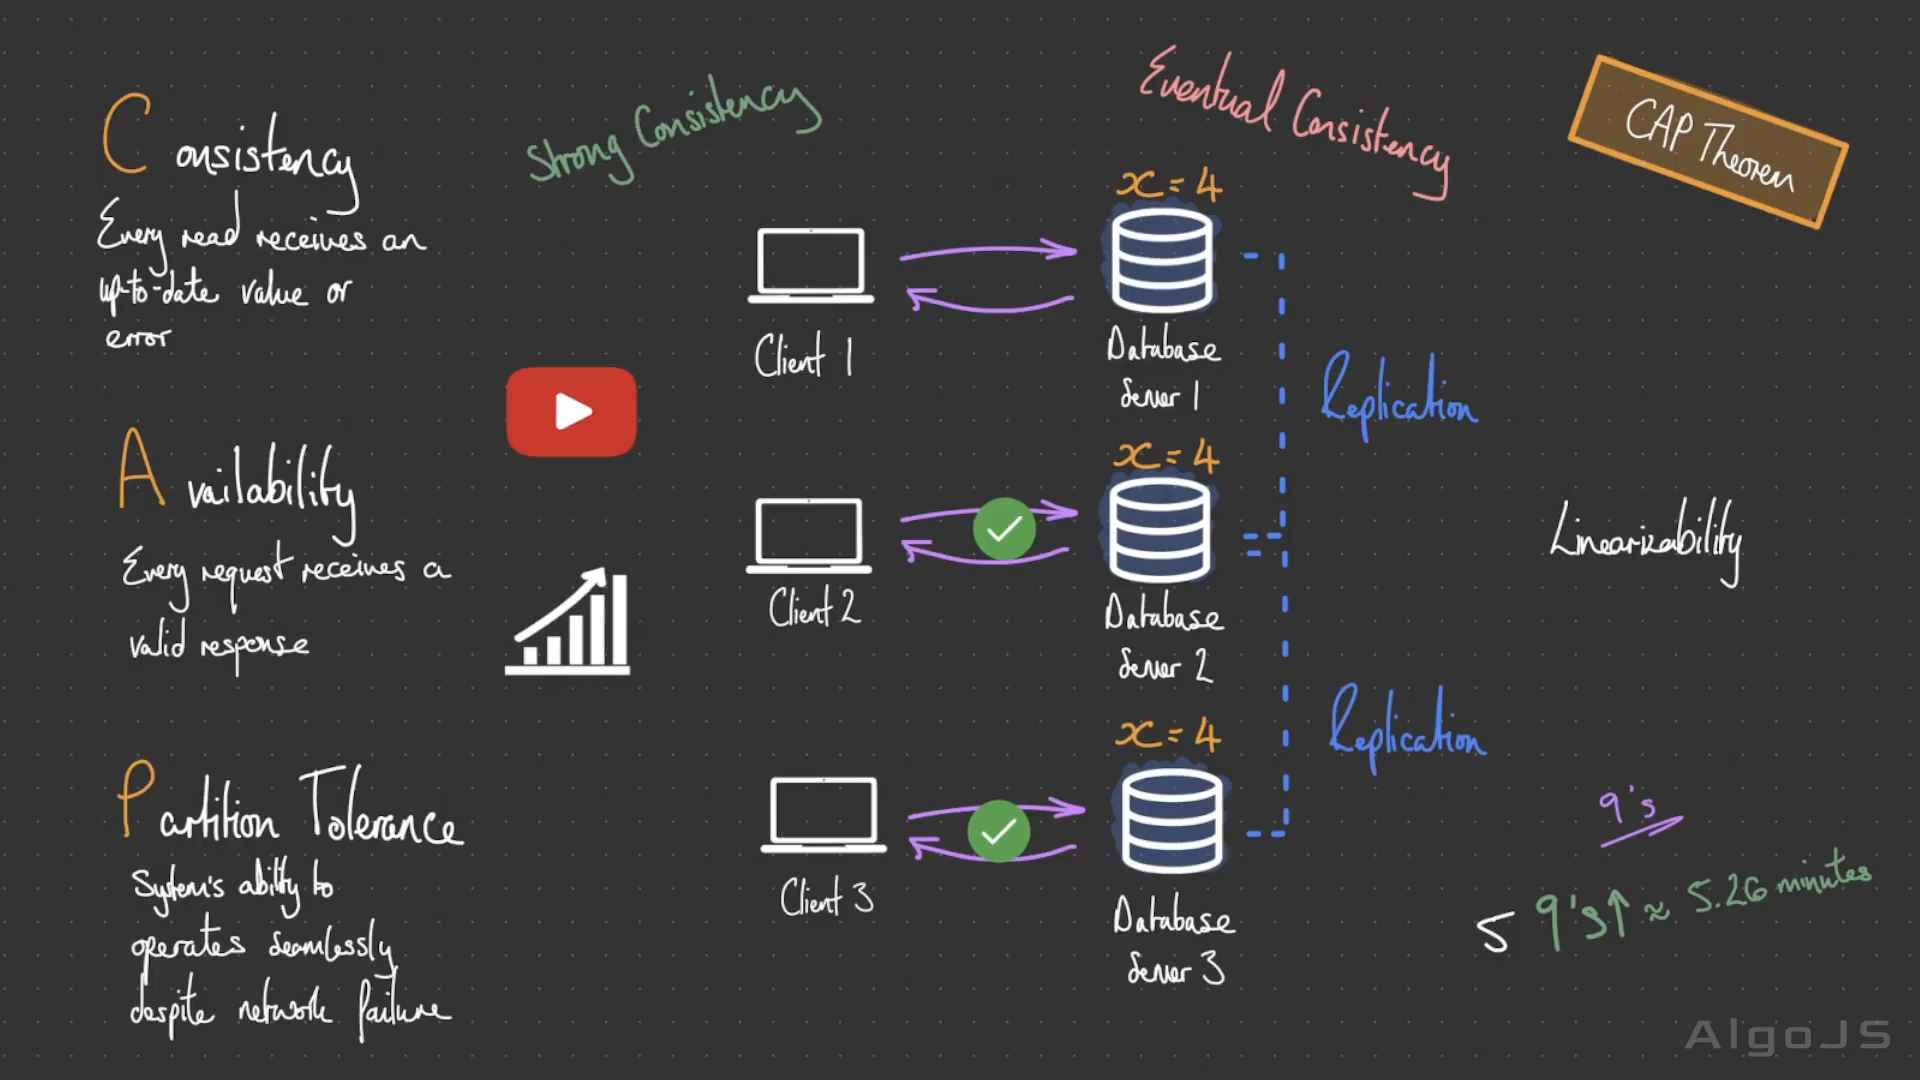 Consistency
Every read receives an
up-to-date value or
error
Availability
Every request receives a
valid response
Partition Tolerance
System's ability to
operates seamlessly
despite network failure
Strong Consistency
Eventual Consistency
CAP Theorem
x = 4
Client 1
Database
Server 1
Replication
x = 4
Client 2
Database
Server 2
Linearizability
Replication
x = 4
Client 3
Database
Server 3
9's
5 9's↑ ≈ 5.26 minutes
AlgoJS